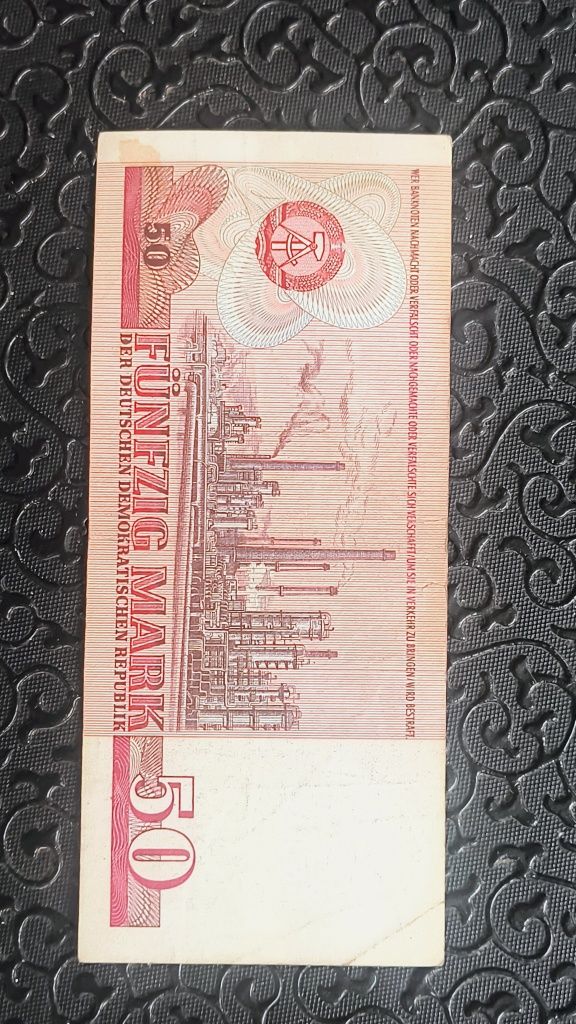 WER BANKNOTEN NACHMACHT ODER VERFÄLSCHT ODER NACHGEMACHTE ODER VERFÄLSCHTE SICH VERSCHAFFT/UM SIE IN VERKEHR ZU BRINGEN/WIRD BESTRAFT.
50
FÜNFZIG MARK
DER DEUTSCHEN DEMOKRATISCHEN REPUBLIK
50